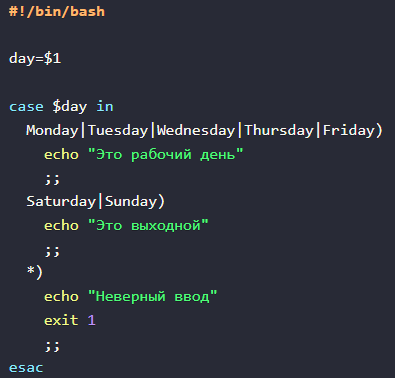 #!/bin/bash
day=$1
case $day in
  Monday|Tuesday|Wednesday|Thursday|Friday)
    echo "Это рабочий день"
    ;;
  Saturday|Sunday)
    echo "Это выходной"
    ;;
  *)
    echo "Неверный ввод"
    exit 1
    ;;
esac